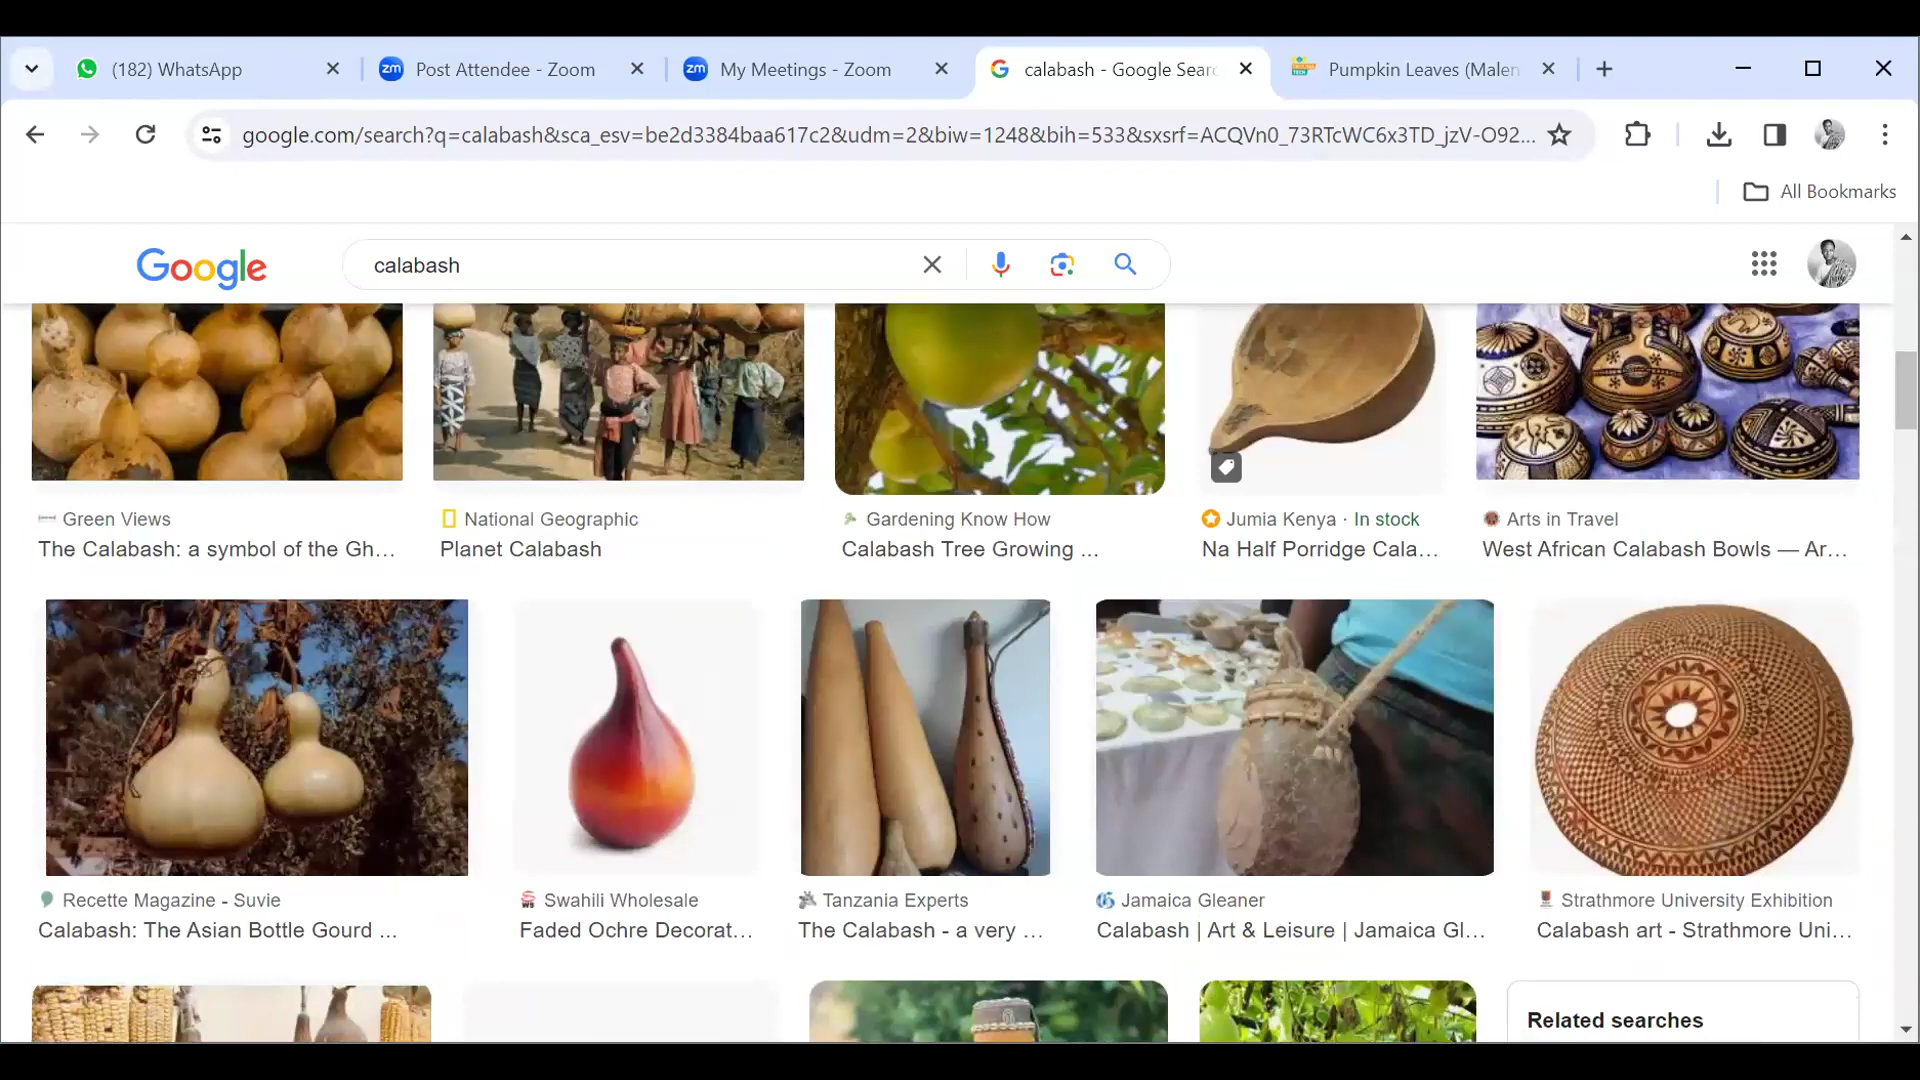 (182) WhatsApp
Post Attendee - Zoom
My Meetings - Zoom
calabash - Google Searc
Pumpkin Leaves (Malen
google.com/search?q=calabash&sca_esv=be2d3384baa617c2&udm=2&biw=1248&bih=533&sxsrf=ACQVn0_73RTcWC6x3TD_jzV-O92...
All Bookmarks
Google
calabash
Green Views
The Calabash: a symbol of the Gh...
National Geographic
Planet Calabash
Gardening Know How
Calabash Tree Growing ...
Jumia Kenya · In stock
Na Half Porridge Cala...
Arts in Travel
West African Calabash Bowls — Ar...
Recette Magazine - Suvie
Calabash: The Asian Bottle Gourd ...
Swahili Wholesale
Faded Ochre Decorat...
Tanzania Experts
The Calabash - a very ...
Jamaica Gleaner
Calabash | Art & Leisure | Jamaica Gl...
Strathmore University Exhibition
Calabash art - Strathmore Uni...
Related searches